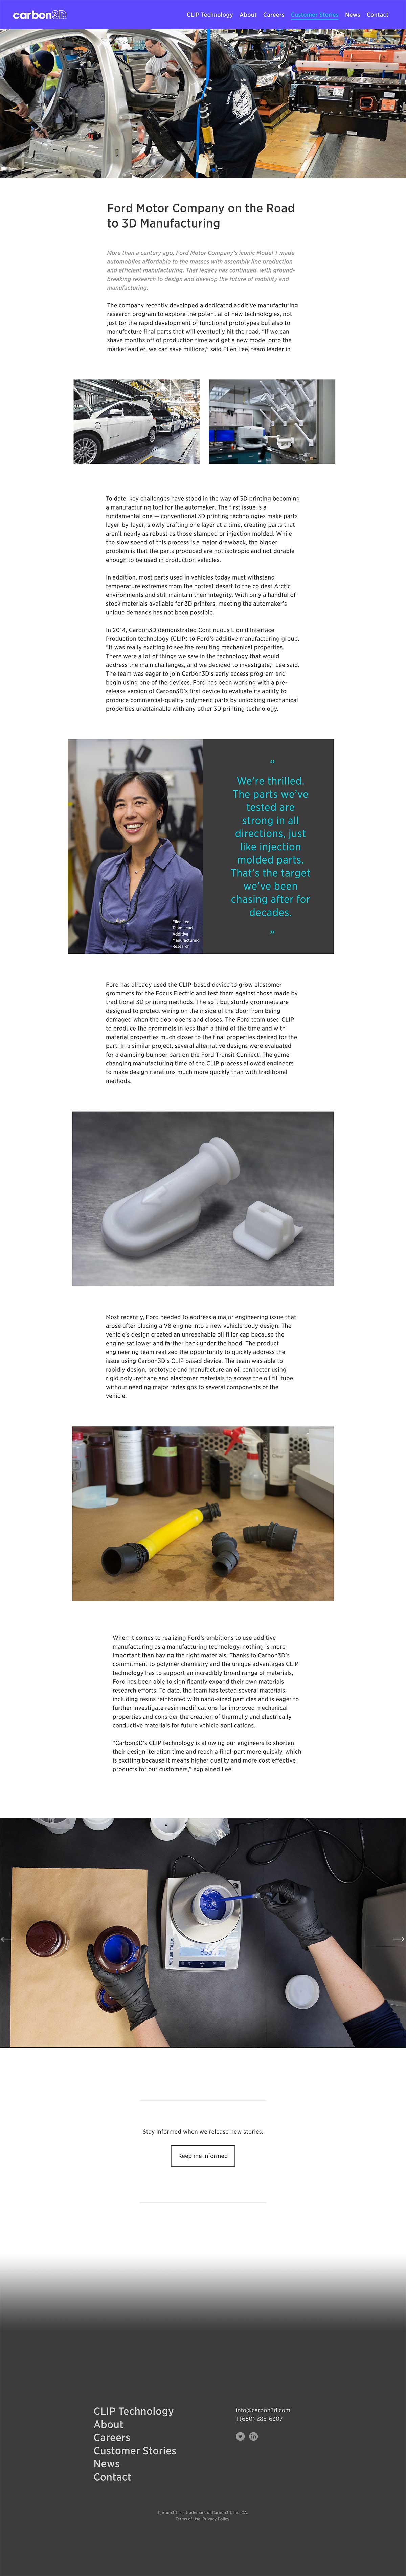 carbon3D
CLIP Technology About Careers Customer Stories News Contact
Ford Motor Company on the Road
to 3D Manufacturing
More than a century ago, Ford Motor Company's iconic Model T made
automobiles affordable to the masses with assembly line production
and efficient manufacturing. That legacy has continued, with ground-
breaking research to design and develop the future of mobility and
manufacturing.
The company recently developed a dedicated additive manufacturing
research program to explore the potential of new technologies, not
just for the rapid development of functional prototypes but also to
manufacture final parts that will eventually hit the road. "If we can
shave months off of production time and get a new model onto the
market earlier, we can save millions," said Ellen Lee, team leader in
To date, key challenges have stood in the way of 3D printing becoming
a manufacturing tool for the automaker. The first issue is a
fundamental one — conventional 3D printing technologies make parts
layer-by-layer, slowly crafting one layer at a time, creating parts that
aren't nearly as robust as those stamped or injection molded. While
the slow speed of this process is a major drawback, the bigger
problem is that the parts produced are not isotropic and not durable
enough to be used in production vehicles.
In addition, most parts used in vehicles today must withstand
temperature extremes from the hottest desert to the coldest Arctic
environments and still maintain their integrity. With only a handful of
stock materials available for 3D printers, meeting the automaker's
unique demands has not been possible.
In 2014, Carbon3D demonstrated Continuous Liquid Interface
Production technology (CLIP) to Ford's additive manufacturing group.
"It was really exciting to see the resulting mechanical properties.
There were a lot of things we saw in the technology that would
address the main challenges, and we decided to investigate," Lee said.
The team was eager to join Carbon3D's early access program and
begin using one of the devices. Ford has been working with a pre-
release version of Carbon3D's first device to evaluate its ability to
produce commercial-quality polymeric parts by unlocking mechanical
properties unattainable with any other 3D printing technology.
“
We're thrilled.
The parts we've
tested are
strong in all
directions, just
like injection
molded parts.
That's the target
we've been
chasing after for
decades.
”
Ellen Lee
Team Lead
Additive
Manufacturing
Research
Ford has already used the CLIP-based device to grow elastomer
grommets for the Focus Electric and test them against those made by
traditional 3D printing methods. The soft but sturdy grommets are
designed to protect wiring on the inside of the door from being
damaged when the door opens and closes. The Ford team used CLIP
to produce the grommets in less than a third of the time and with
material properties much closer to the final properties desired for the
part. In a similar project, several alternative designs were evaluated
for a damping bumper part on the Ford Transit Connect. The game-
changing manufacturing time of the CLIP process allowed engineers
to make design iterations much more quickly than with traditional
methods.
Most recently, Ford needed to address a major engineering issue that
arose after placing a V8 engine into a new vehicle body design. The
vehicle's design created an unreachable oil filler cap because the
engine sat lower and farther back under the hood. The product
engineering team realized the opportunity to quickly address the
issue using Carbon3D's CLIP based device. The team was able to
rapidly design, prototype and manufacture an oil connector using
rigid polyurethane and elastomer materials to access the oil fill tube
without needing major redesigns to several components of the
vehicle.
When it comes to realizing Ford's ambitions to use additive
manufacturing as a manufacturing technology, nothing is more
important than having the right materials. Thanks to Carbon3D's
commitment to polymer chemistry and the unique advantages CLIP
technology has to support an incredibly broad range of materials,
Ford has been able to significantly expand their own materials
research efforts. To date, the team has tested several materials,
including resins reinforced with nano-sized particles and is eager to
further investigate resin modifications for improved mechanical
properties and consider the creation of thermally and electrically
conductive materials for future vehicle applications.
"Carbon3D's CLIP technology is allowing our engineers to shorten
their design iteration time and reach a final-part more quickly, which
is exciting because it means higher quality and more cost effective
products for our customers," explained Lee.
Stay informed when we release new stories.
Keep me informed
CLIP Technology
About
Careers
Customer Stories
News
Contact
info@carbon3d.com
1 (650) 285-6307
Carbon3D is a trademark of Carbon3D, Inc. CA.
Terms of Use. Privacy Policy.